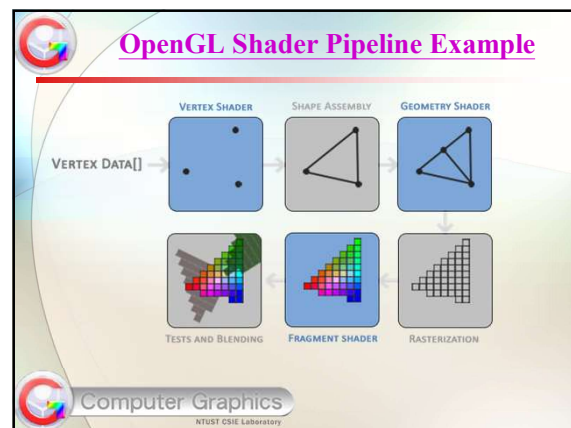 OpenGL Shader Pipeline Example
VERTEX SHADER
SHAPE ASSEMBLY
GEOMETRY SHADER
VERTEX DATA[]
TESTS AND BLENDING
FRAGMENT SHADER
RASTERIZATION
Computer Graphics
NTUST CSIE Laboratory